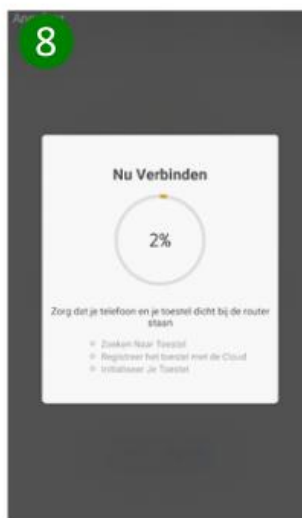 8
Nu Verbinden
2%
Zorg dat je telefoon en je toestel dicht bij de router
staan
Zoeken Naar Toestel
Registreer het toestel met de Cloud
Initialiseer Je Toestel